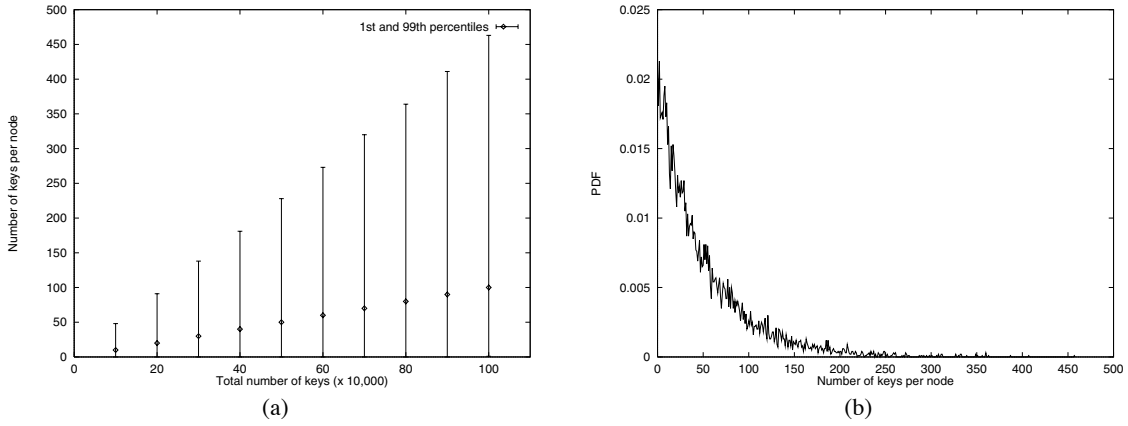 500
450
400
350
300
250
200
150
100
50
0
Number of keys per node
1st and 99th percentiles
0 20 40 60 80 100
Total number of keys (x 10,000)
(a)
0.025
0.02
0.015
0.01
0.005
0
PDF
0 50 100 150 200 250 300 350 400 450 500
Number of keys per node
(b)